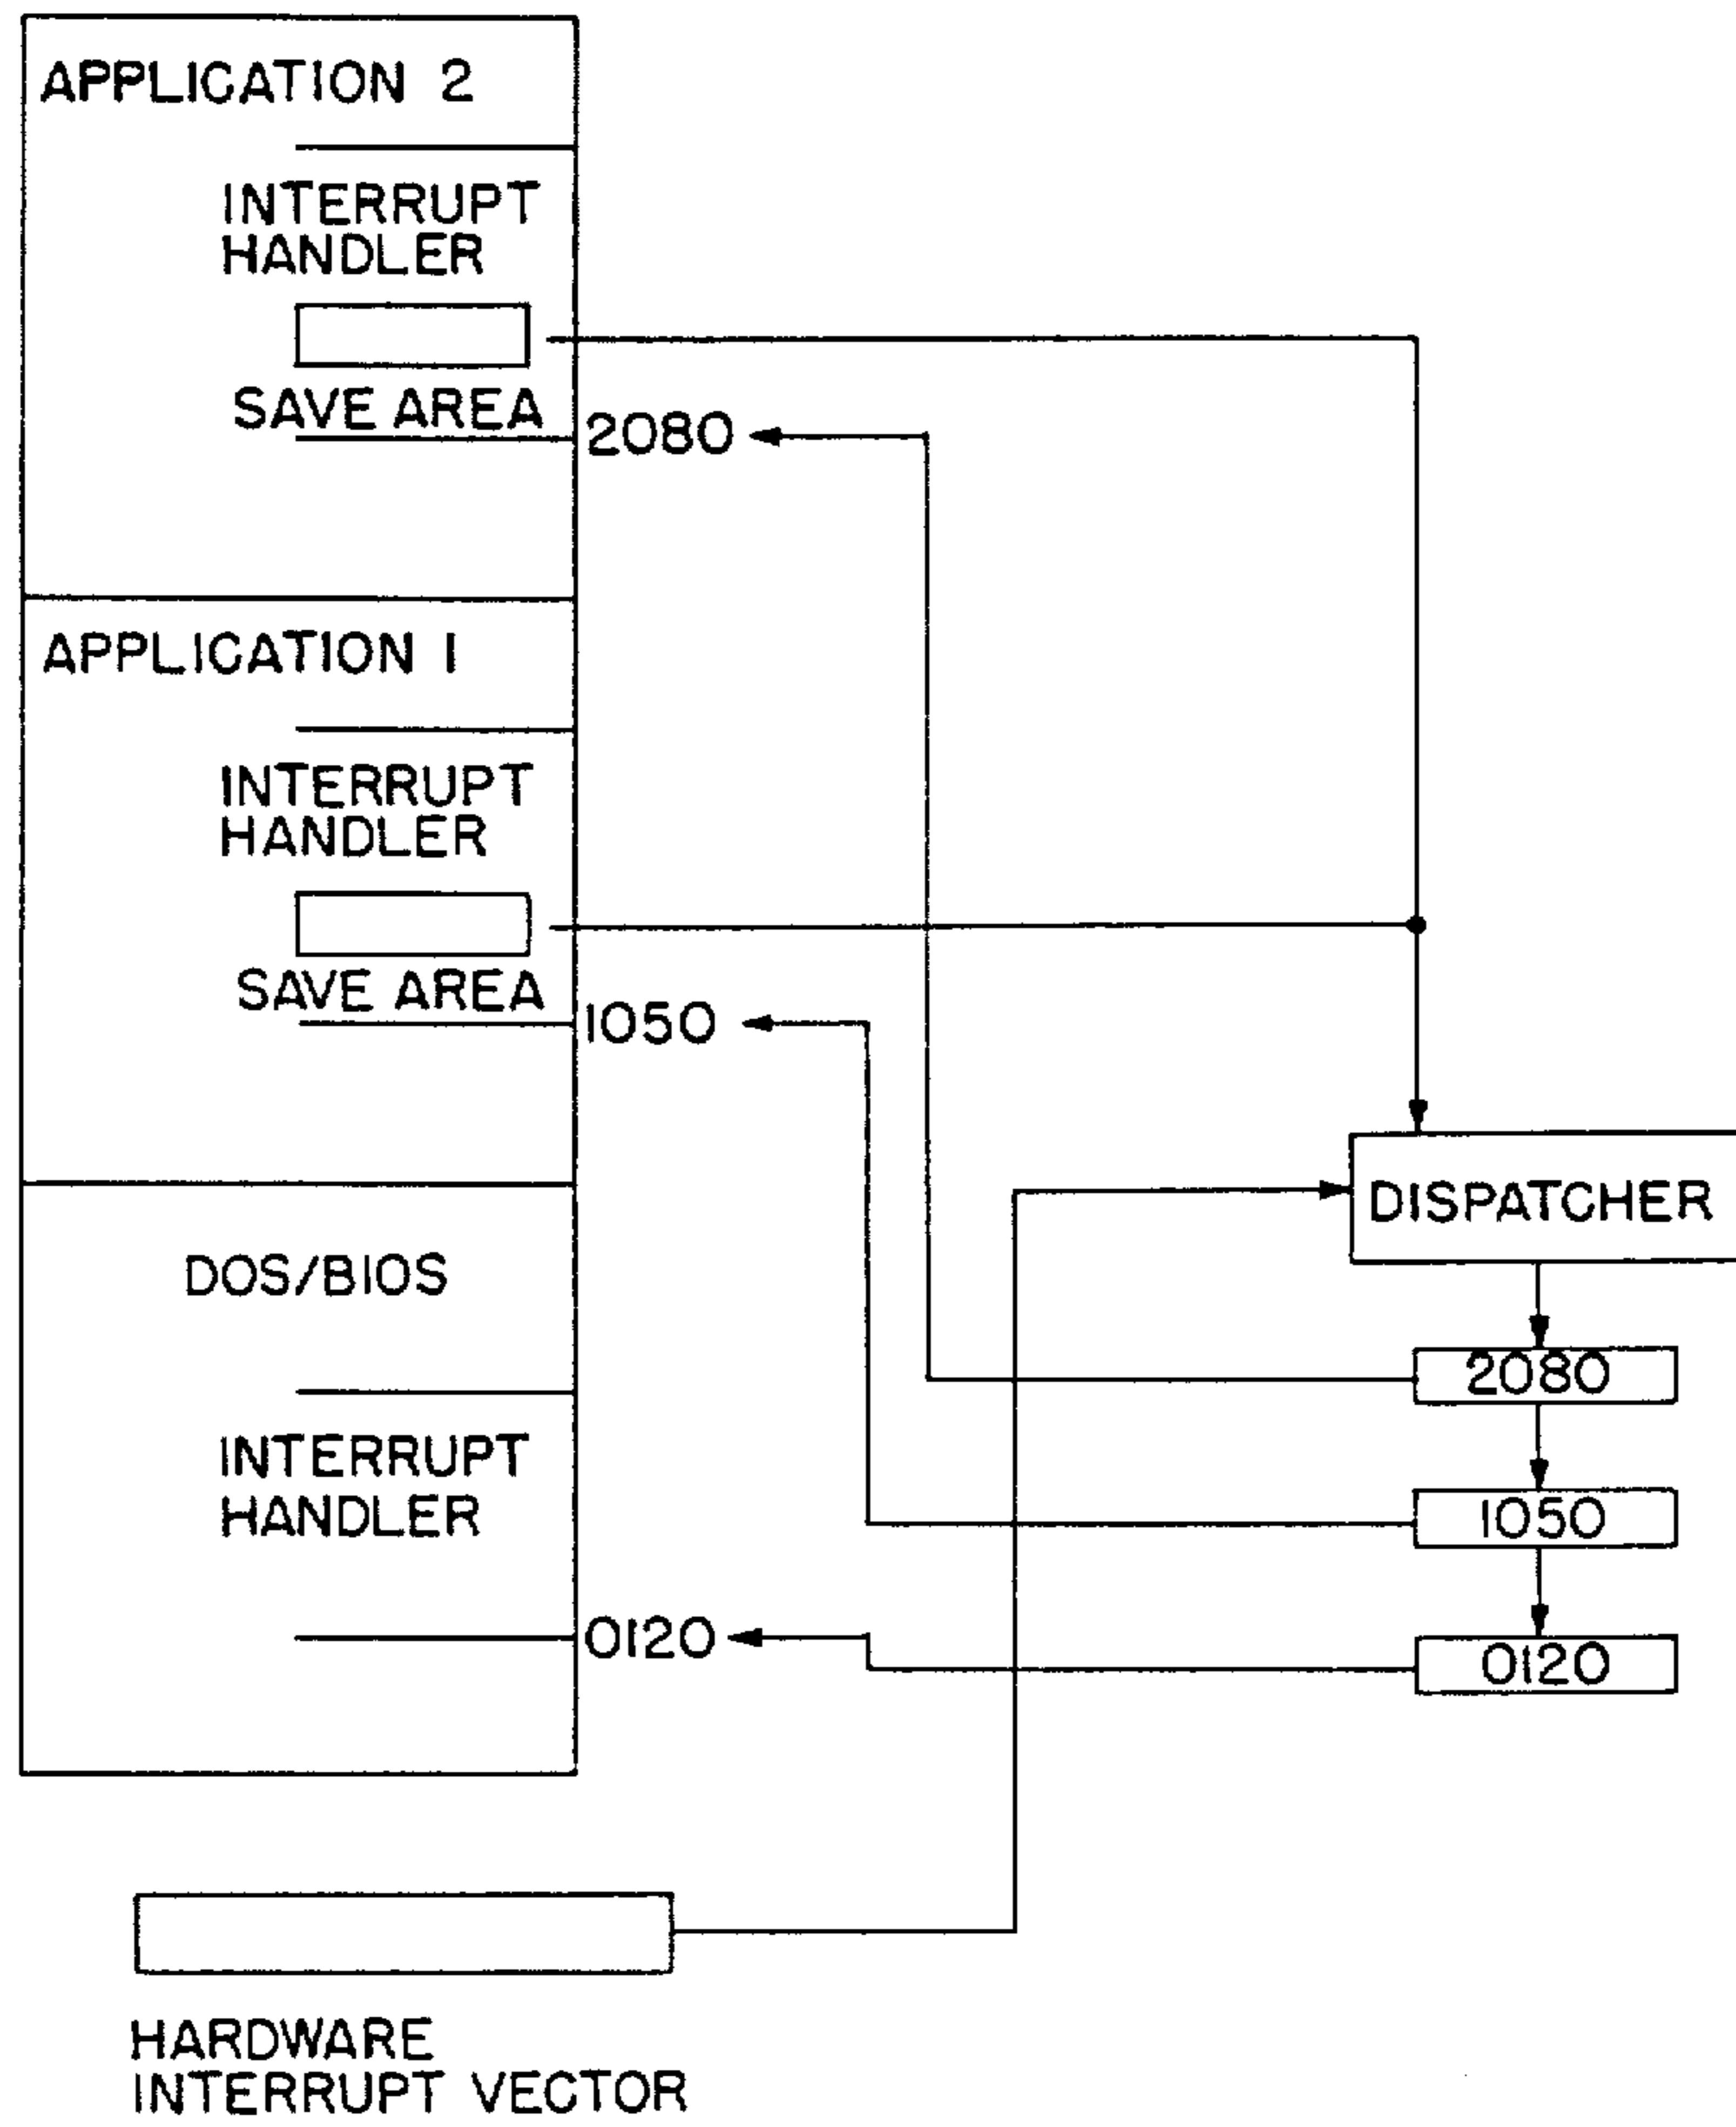 APPLICATION 2
INTERRUPT
HANDLER
SAVE AREA
2080
APPLICATION 1
INTERRUPT
HANDLER
SAVE AREA
1050
DISPATCHER
DOS/BIOS
2080
INTERRUPT
HANDLER
1050
0120
0120
HARDWARE
INTERRUPT VECTOR